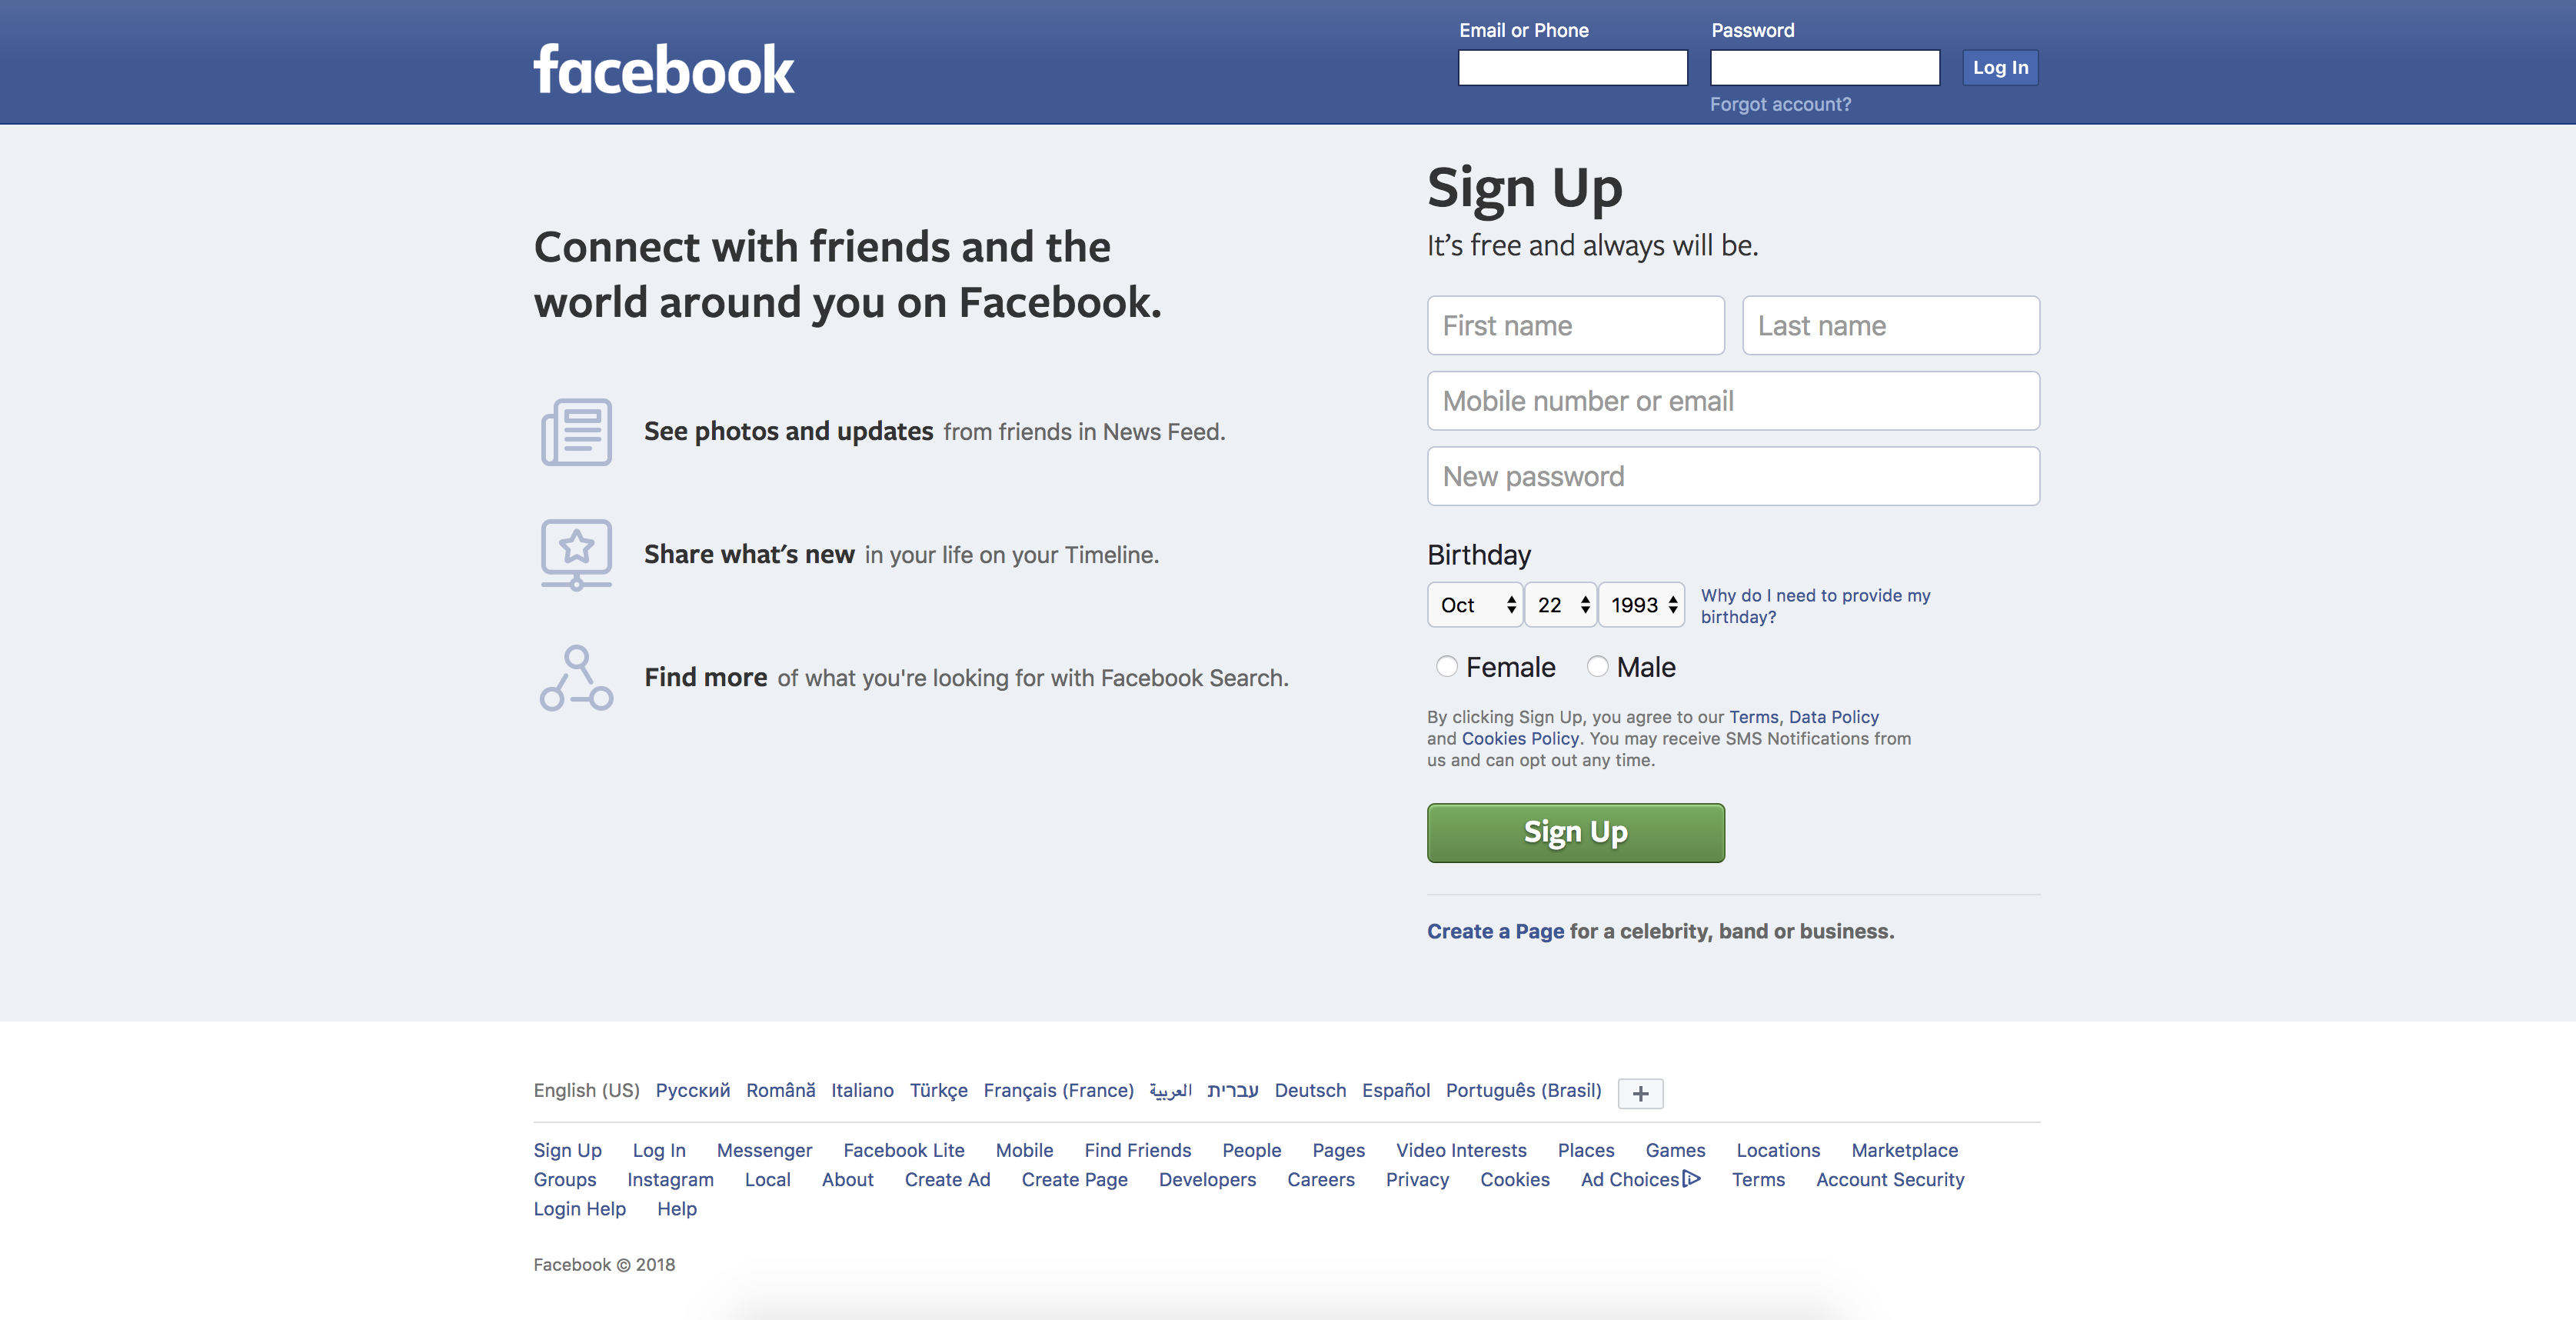 facebook
Email or Phone
Password
Log In
Forgot account?
Connect with friends and the
world around you on Facebook.
See photos and updates from friends in News Feed.
Share what's new in your life on your Timeline.
Find more of what you're looking for with Facebook Search.
Sign Up
It’s free and always will be.
First name
Last name
Mobile number or email
New password
Birthday
Oct 22 1993
Why do I need to provide my
birthday?
Female Male
By clicking Sign Up, you agree to our Terms, Data Policy
and Cookies Policy. You may receive SMS Notifications from
us and can opt out any time.
Sign Up
Create a Page for a celebrity, band or business.
English (US) Русский Română Italiano Türkçe Français (France) العربية עברית Deutsch Español Português (Brasil) +
Sign Up Log In Messenger Facebook Lite Mobile Find Friends People Pages Video Interests Places Games Locations Marketplace
Groups Instagram Local About Create Ad Create Page Developers Careers Privacy Cookies Ad Choices Terms Account Security
Login Help Help
Facebook © 2018